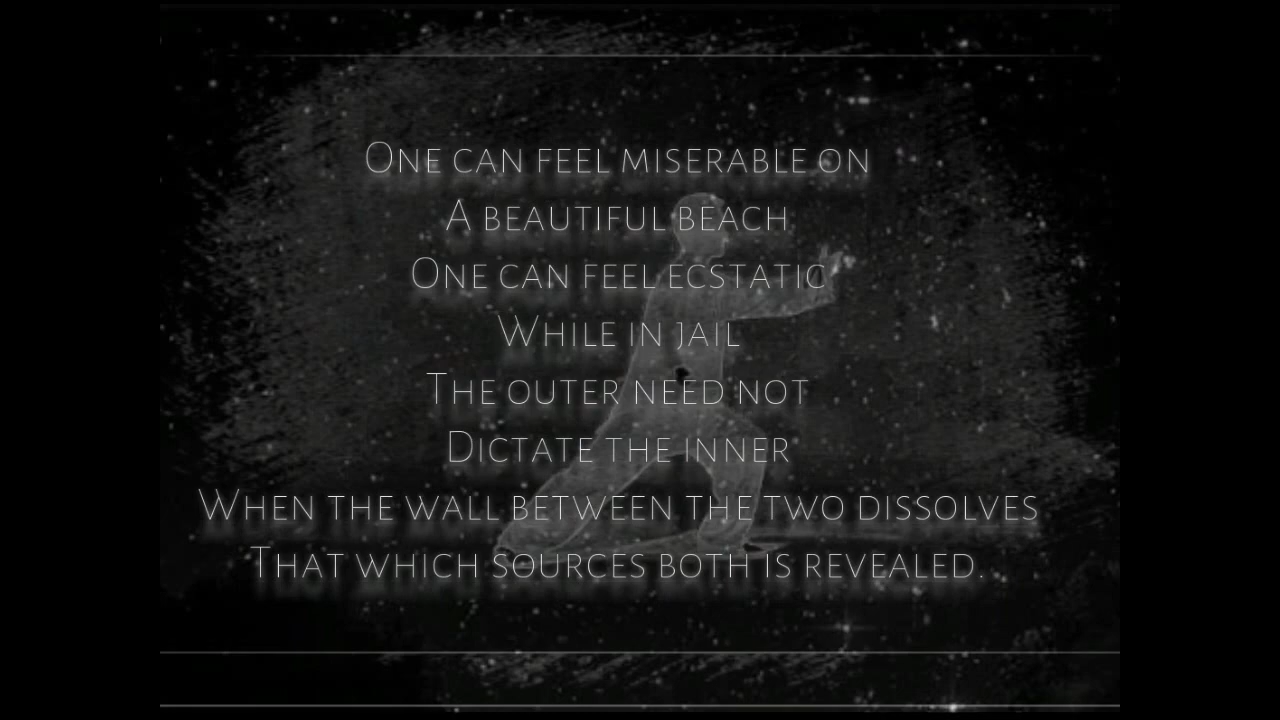 One can feel miserable on
A beautiful beach
One can feel ecstatic
While in jail
The outer need not
Dictate the inner
When the wall between the two dissolves
That which sources both is revealed.